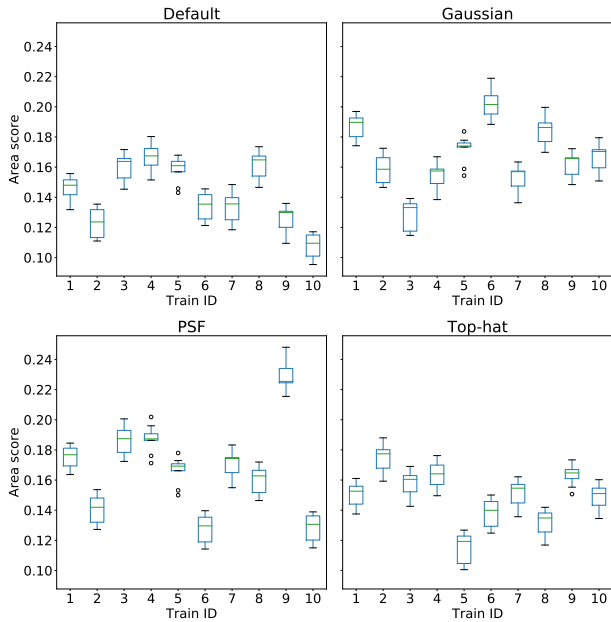 Default
Gaussian
0.24
0.22
0.20
0.18
0.16
0.14
0.12
0.10
Area score
1 2 3 4 5 6 7 8 9 10
1 2 3 4 5 6 7 8 9 10
Train ID
Train ID
PSF
Top-hat
0.24
0.22
0.20
0.18
0.16
0.14
0.12
0.10
Area score
1 2 3 4 5 6 7 8 9 10
1 2 3 4 5 6 7 8 9 10
Train ID
Train ID